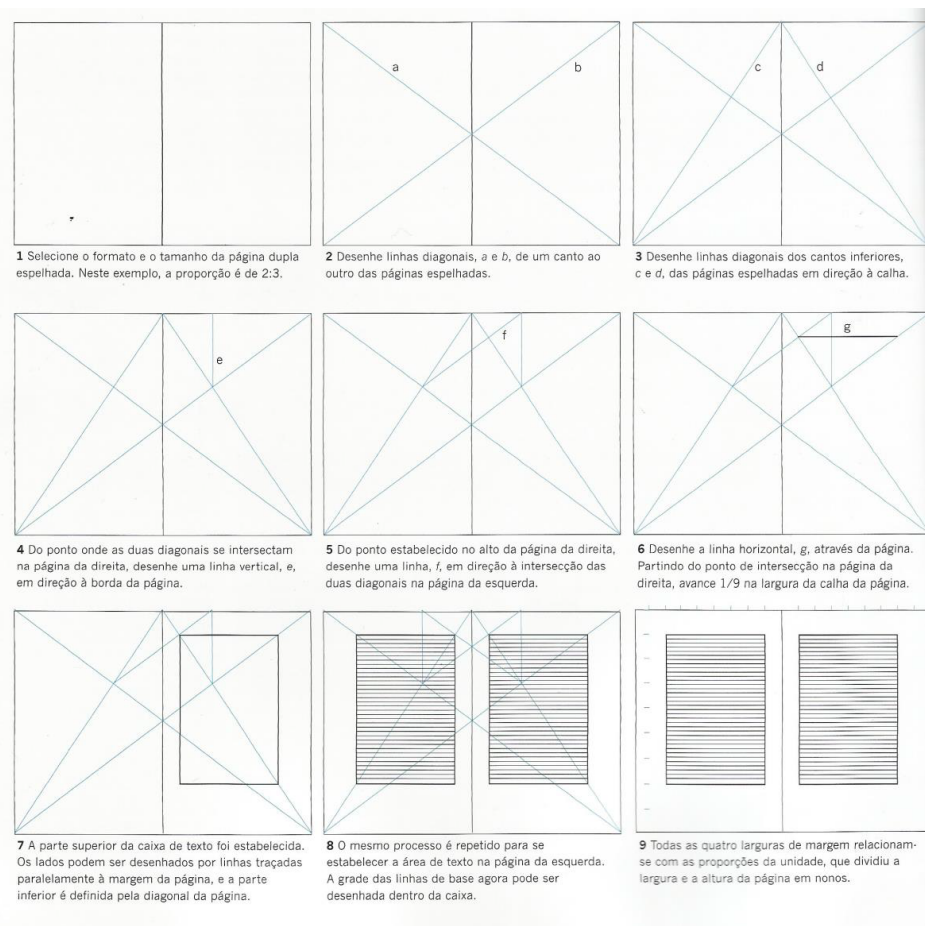 1 Selecione o formato e o tamanho da página dupla
espelhada. Neste exemplo, a proporção é de 2:3.
a
b
2 Desenhe linhas diagonais, a e b, de um canto ao
outro das páginas espelhadas.
c
d
3 Desenhe linhas diagonais dos cantos inferiores,
c e d, das páginas espelhadas em direção à calha.
e
4 Do ponto onde as duas diagonais se intersectam
na página da direita, desenhe uma linha vertical, e,
em direção à borda da página.
f
5 Do ponto estabelecido no alto da página da direita,
desenhe uma linha, f, em direção à intersecção das
duas diagonais na página da esquerda.
g
6 Desenhe a linha horizontal, g, através da página.
Partindo do ponto de intersecção na página da
direita, avance 1/9 na largura da calha da página.
7 A parte superior da caixa de texto foi estabelecida.
Os lados podem ser desenhados por linhas traçadas
paralelamente à margem da página, e a parte
inferior é definida pela diagonal da página.
8 O mesmo processo é repetido para se
estabelecer a área de texto na página da esquerda.
A grade das linhas de base agora pode ser
desenhada dentro da caixa.
9 Todas as quatro larguras de margem relacionam-
se com as proporções da unidade, que dividiu a
largura e a altura da página em nonos.